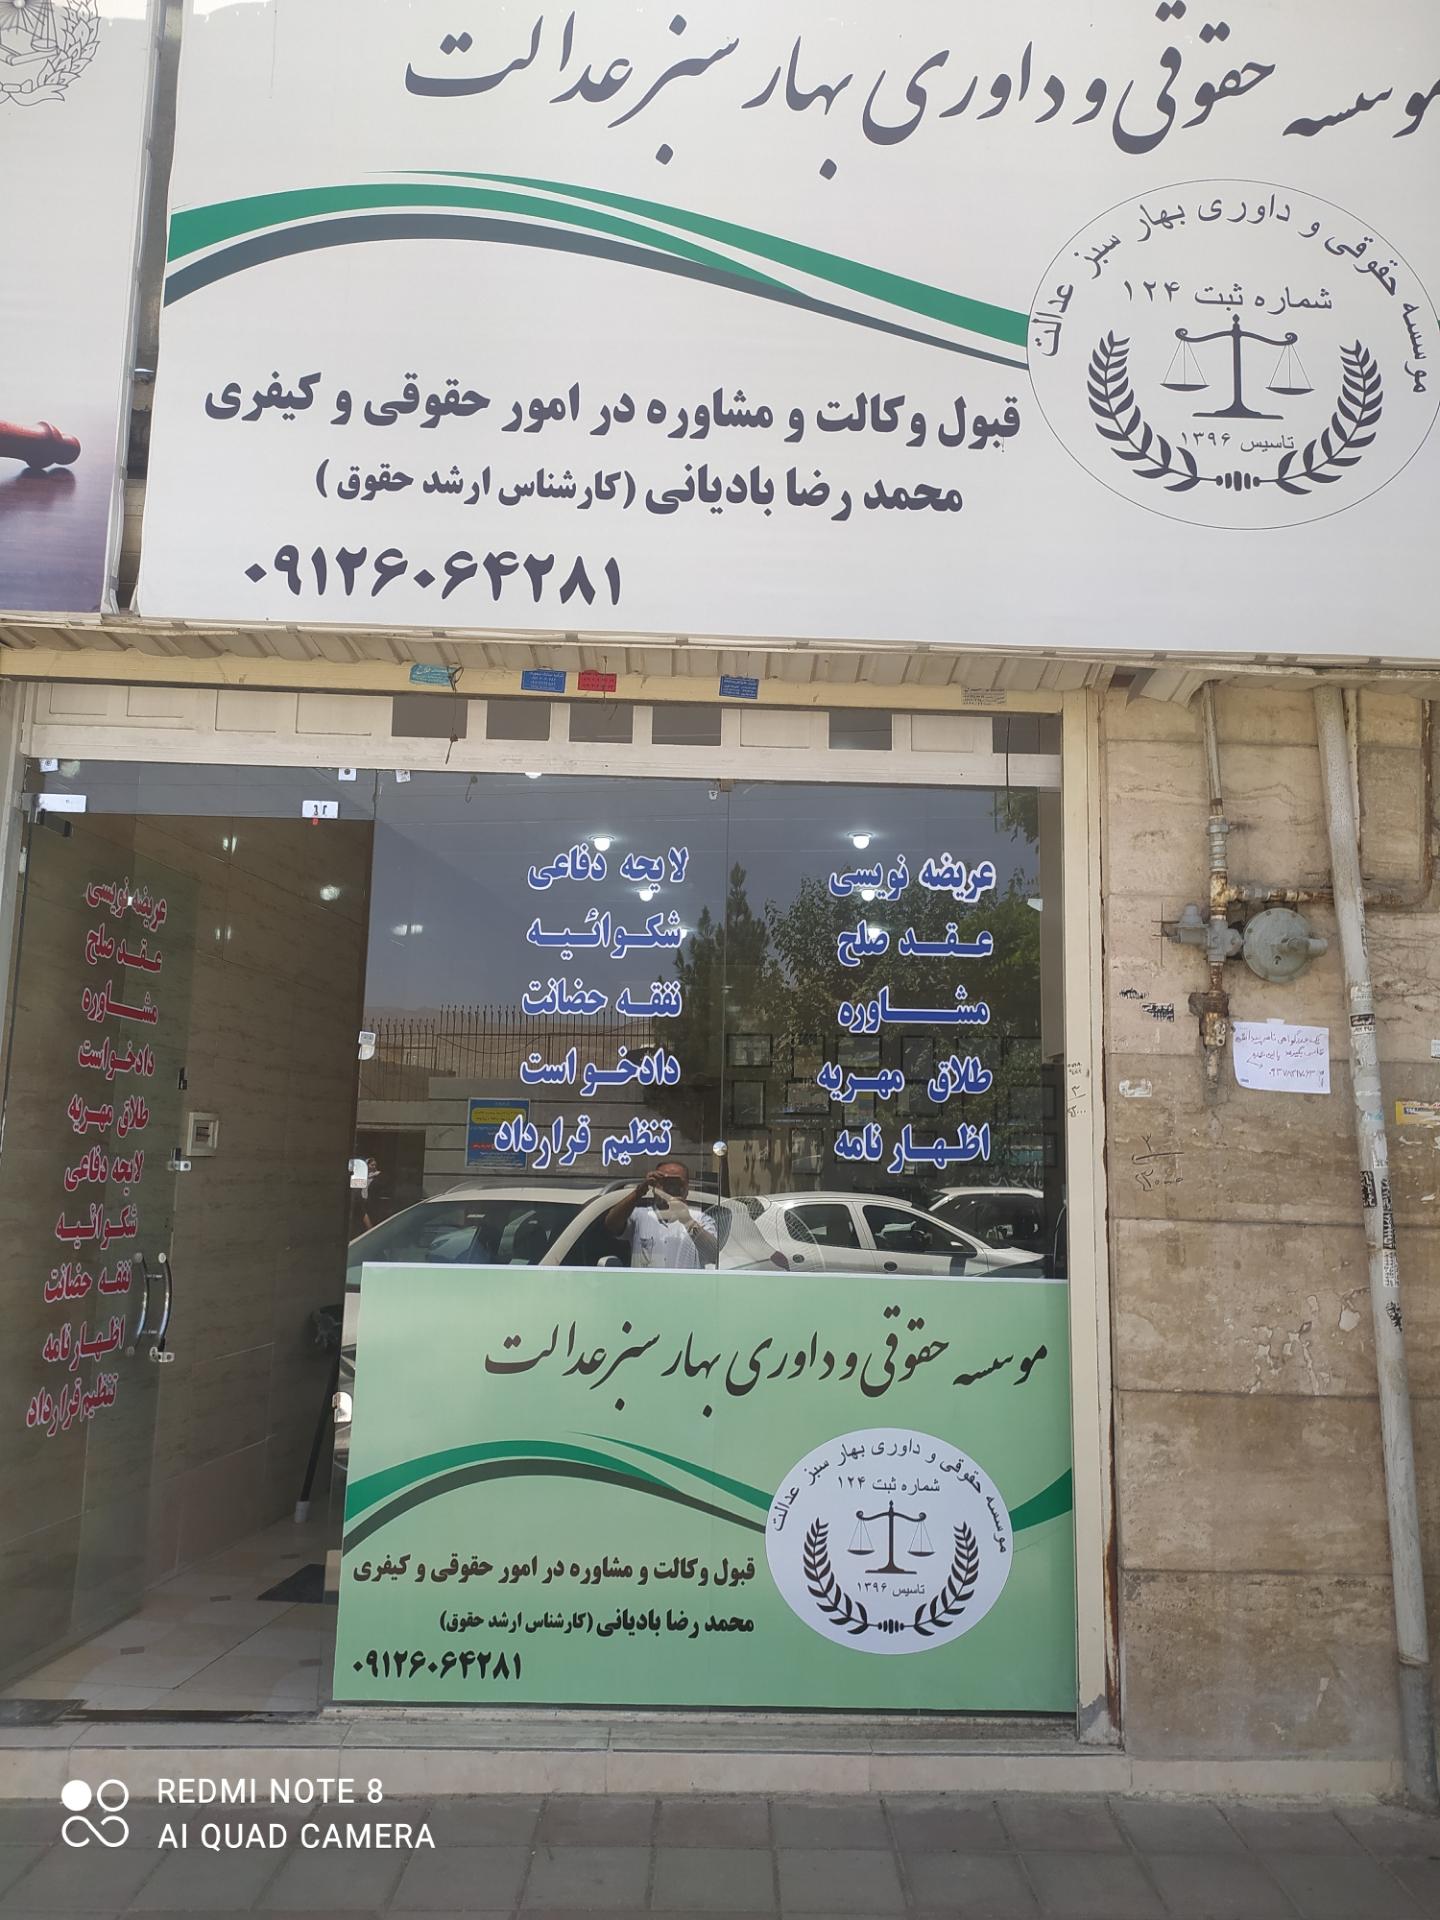 موسسه حقوقی و داوری بهار سبز عدالت
موسسه حقوقی و داوری بهار سبز عدالت
شماره ثبت ۱۲۴
تاسیس ۱۳۹۶
قبول وکالت و مشاوره در امور حقوقی و کیفری
محمد رضا بادیانی (کارشناس ارشد حقوق)
۰۹۱۲۶۰۶۴۲۸۱
عریضه نویسی
عقد صلح
مشاوره
طلاق مهریه
اظهار نامه
لایحه دفاعی
شکوائیه
نفقه حضانت
دادخواست
تنظیم قرارداد
عریضه نویسی
عقد صلح
مشاوره
دادخواست
طلاق مهریه
لایحه دفاعی
شکوائیه
نفقه حضانت
اظهار نامه
تنظیم قرارداد
موسسه حقوقی و داوری بهار سبز عدالت
موسسه حقوقی و داوری بهار سبز عدالت
شماره ثبت ۱۲۴
تاسیس ۱۳۹۶
قبول وکالت و مشاوره در امور حقوقی و کیفری
محمد رضا بادیانی (کارشناس ارشد حقوق)
۰۹۱۲۶۰۶۴۲۸۱
REDMI NOTE 8
AI QUAD CAMERA